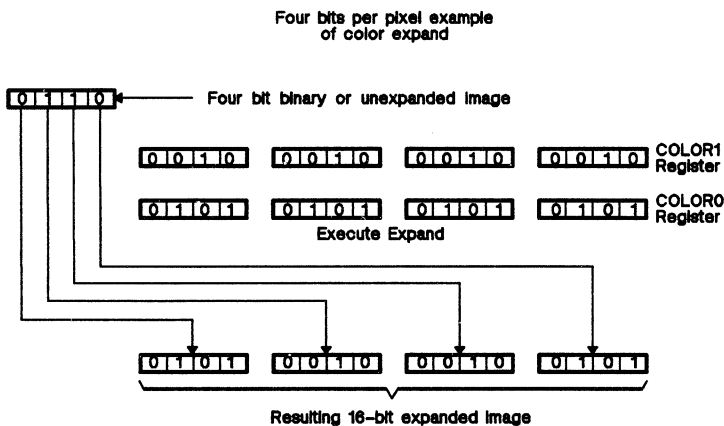 Four bits per pixel example
of color expand
0 1 1 0
Four bit binary or unexpanded image
0 0 1 0 0 0 1 0 0 0 1 0 0 0 1 0 COLOR1
Register
0 1 0 1 0 1 0 1 0 1 0 1 0 1 0 1 COLOR0
Register
Execute Expand
0 1 0 1 0 0 1 0 0 0 1 0 0 1 0 1
Resulting 16-bit expanded image